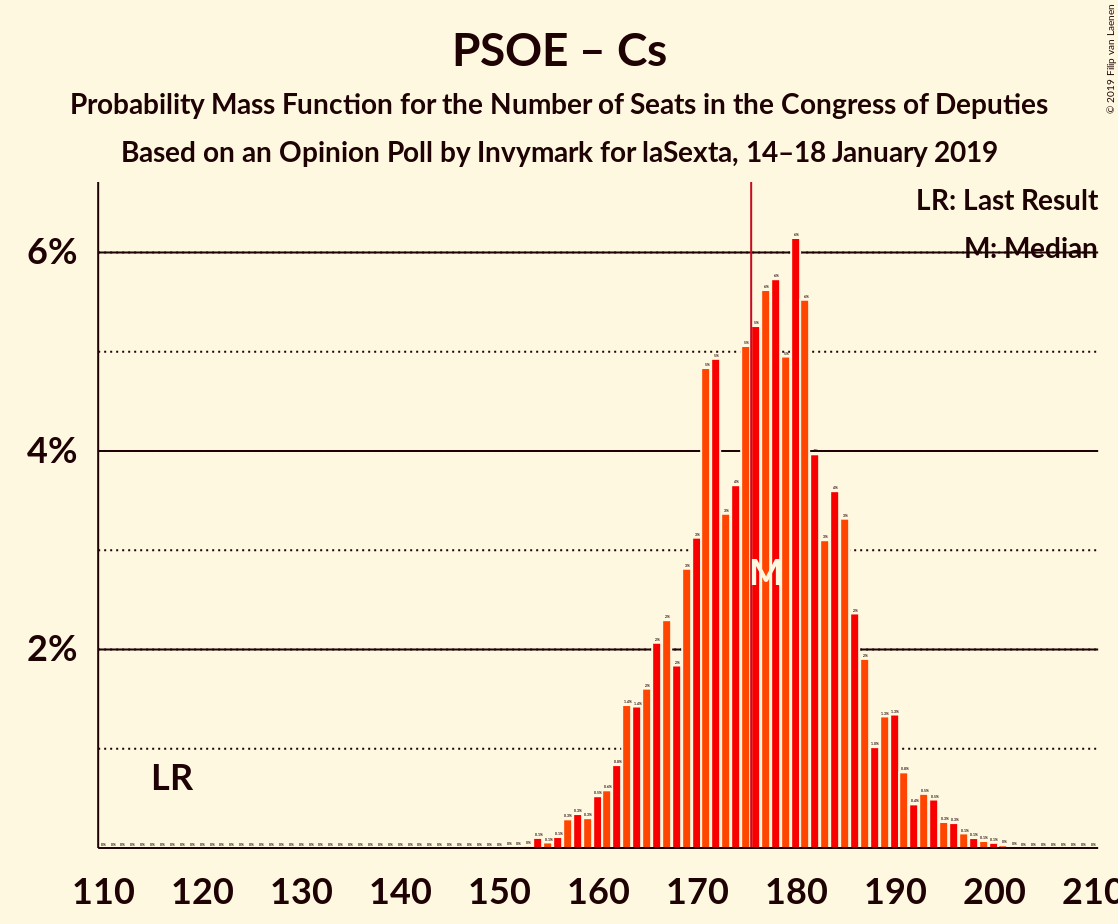 PSOE – Cs
Probability Mass Function for the Number of Seats in the Congress of Deputies
Based on an Opinion Poll by Invymark for laSexta, 14–18 January 2019
© 2019 Filip van Laenen
LR: Last Result
M: Median
6%
4%
2%
LR
M
110 120 130 140 150 160 170 180 190 200 210